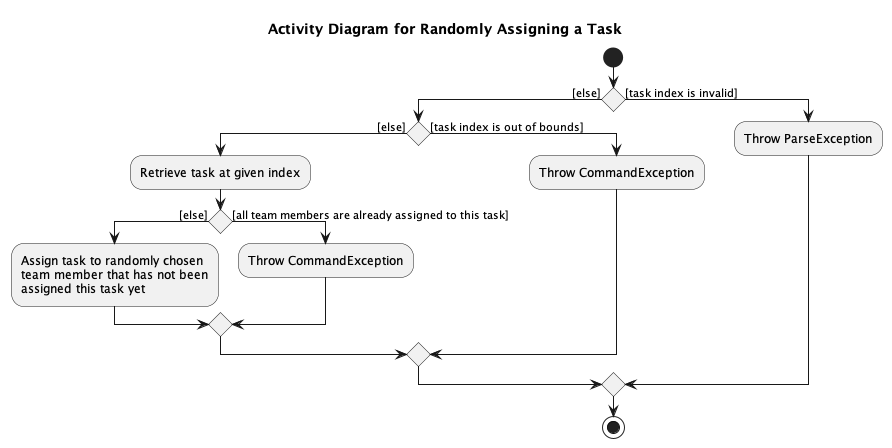 Activity Diagram for Randomly Assigning a Task
[else]
[task index is invalid]
[else]
[task index is out of bounds]
Throw ParseException
Retrieve task at given index
Throw CommandException
[else]
[all team members are already assigned to this task]
Assign task to randomly chosen
team member that has not been
assigned this task yet
Throw CommandException